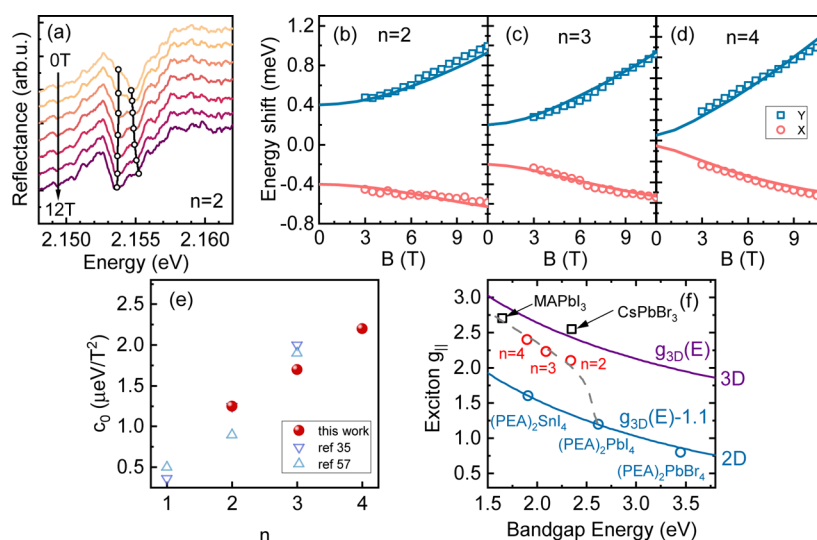 (a)
0T
12T
n=2
Reflectance (arb.u.)
2.150 2.155 2.160
Energy (eV)
(b) n=2
(c) n=3
(d) n=4
Energy shift (meV)
0.8
0.4
0.0
-0.4
-0.8
Y
X
0 3 6 9
0 3 6 9
0 3 6 9
B (T)
B (T)
B (T)
(e)
c₀ (μeV/T²)
2.5
2.0
1.5
1.0
0.5
this work
ref 35
ref 57
1 2 3 4
n
(f)
Exciton g||
3.0
2.5
2.0
1.5
1.0
0.5
MAPbI₃
CsPbBr₃
g₃D(E)
3D
n=4
n=3
n=2
g₃D(E)-1.1
(PEA)₂SnI₄
(PEA)₂PbI₄
(PEA)₂PbBr₄
2D
1.5 2.0 2.5 3.0 3.5
Bandgap Energy (eV)